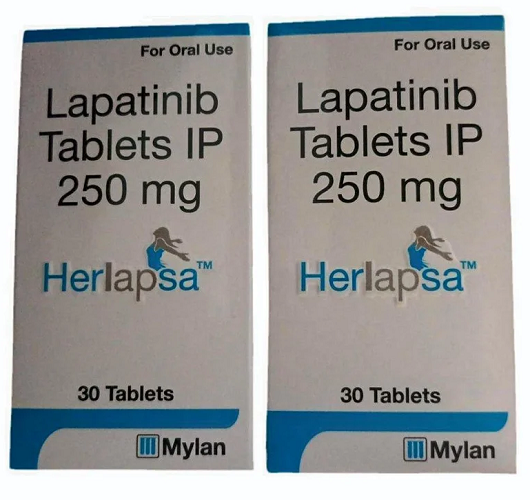 For Oral Use
Lapatinib
Tablets IP
250 mg
Herlapsa™
30 Tablets
Mylan
For Oral Use
Lapatinib
Tablets IP
250 mg
Herlapsa™
30 Tablets
Mylan